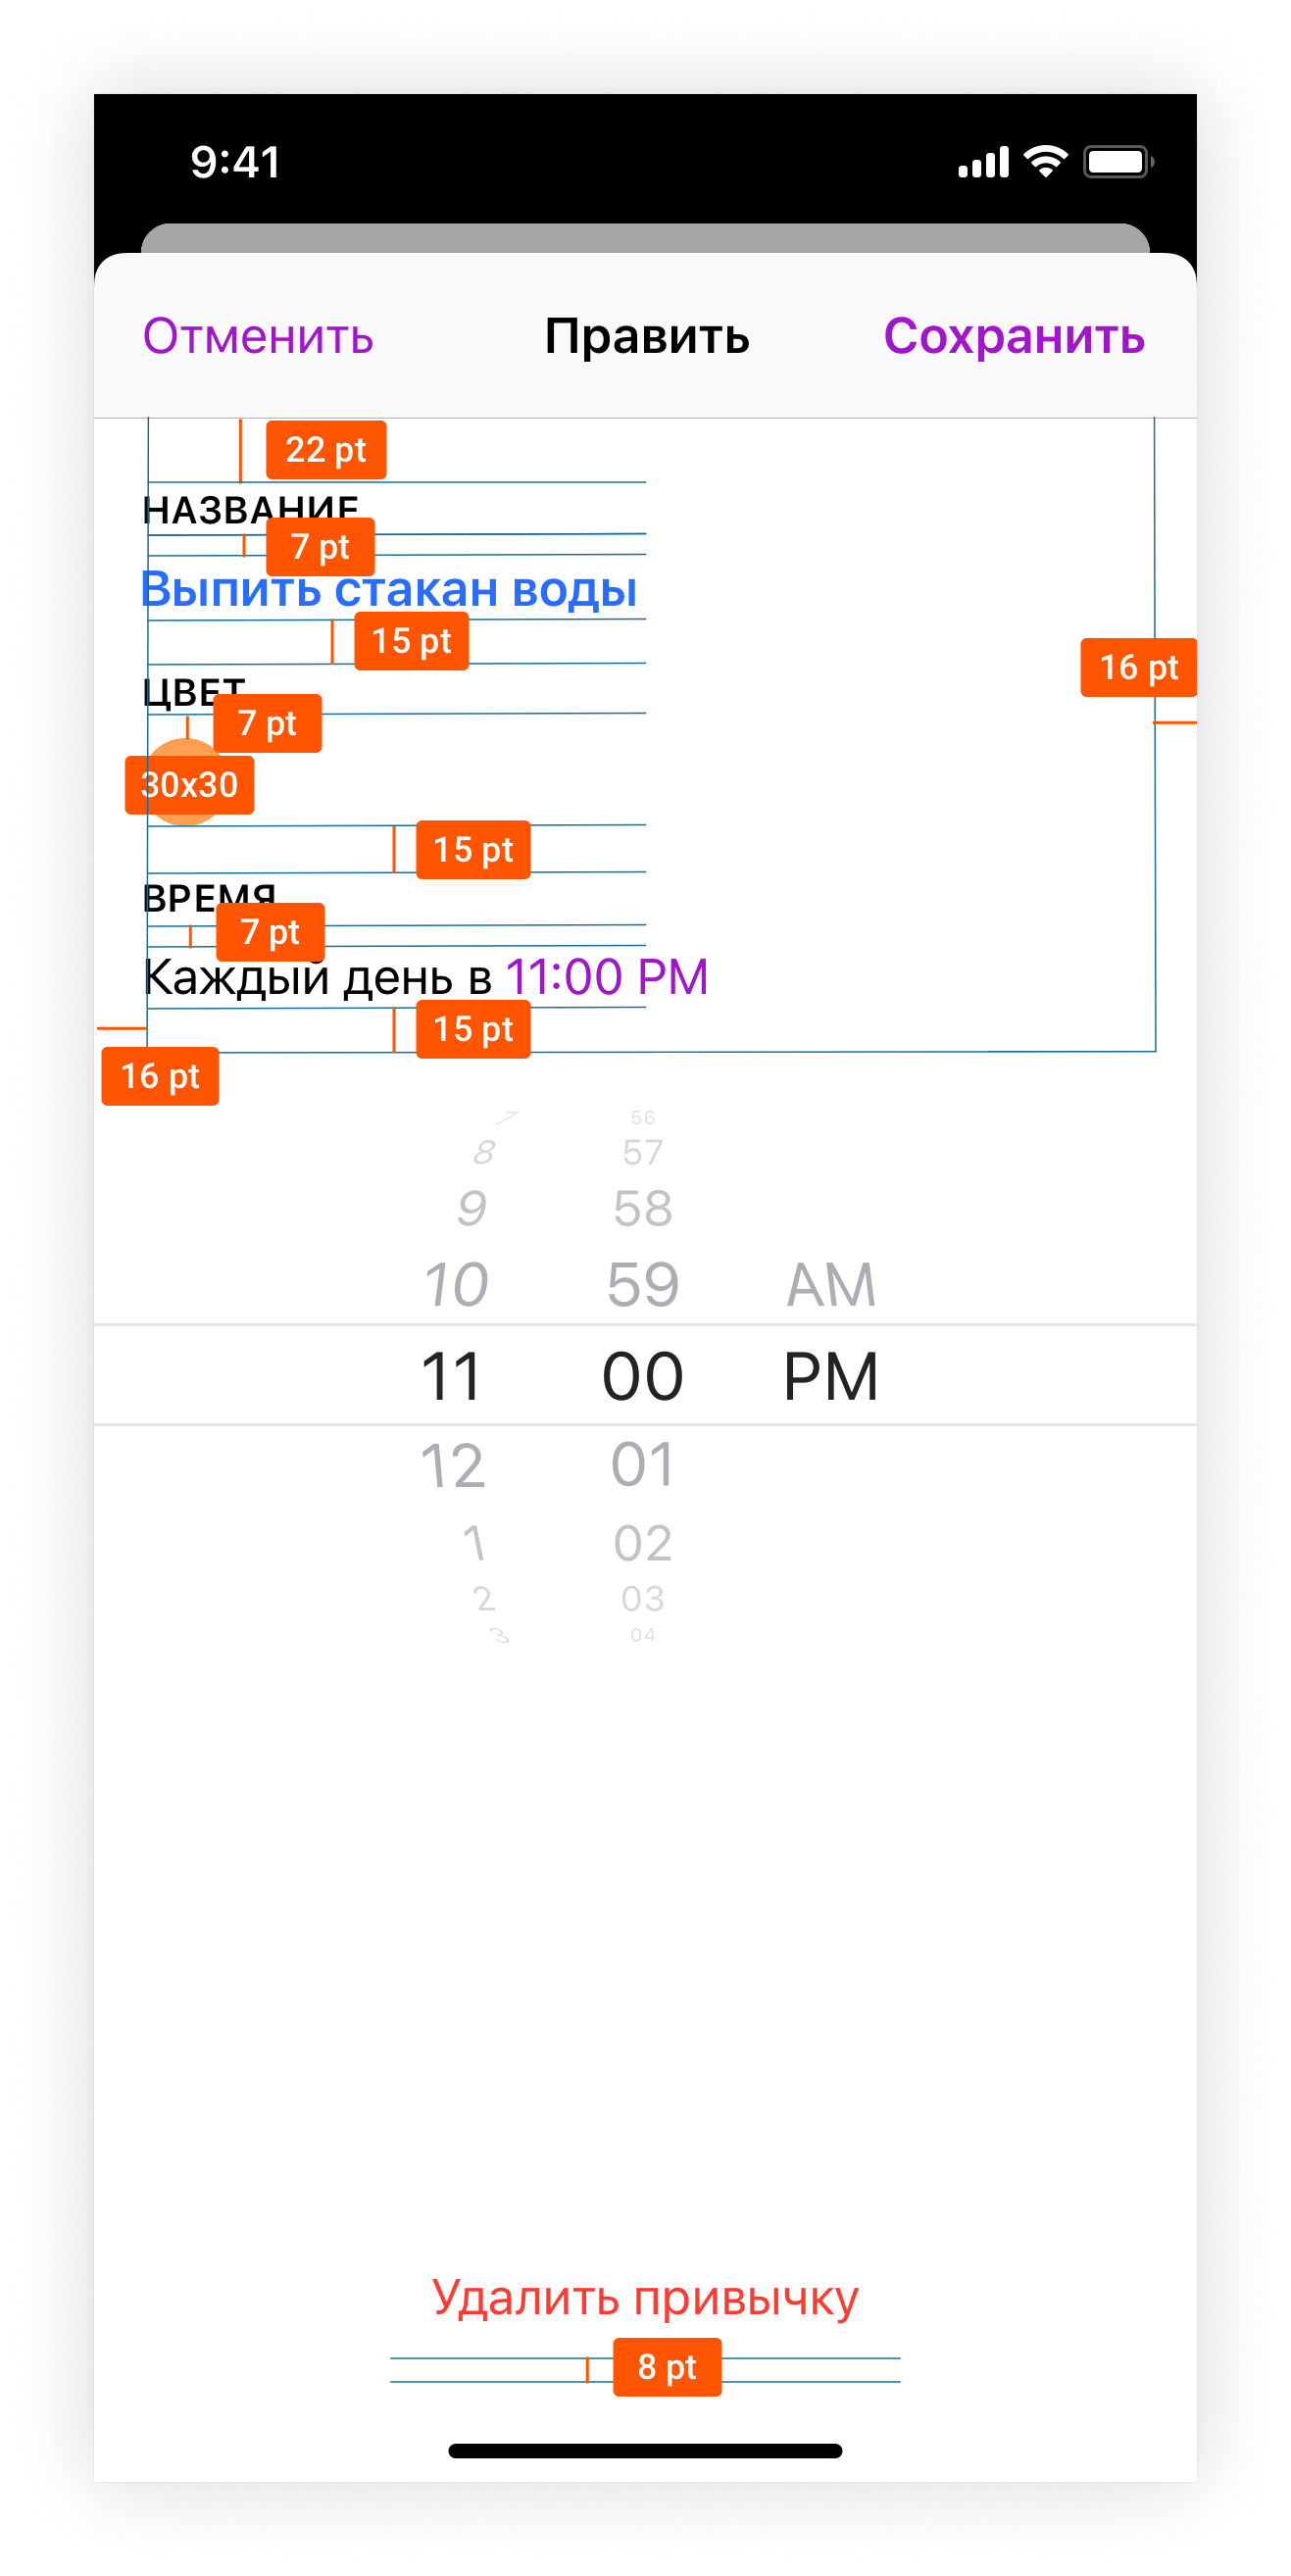 9:41
Отменить Править Сохранить
22 pt
НАЗВАНИЕ
7 pt
Выпить стакан воды
15 pt
16 pt
ЦВЕТ
7 pt
30x30
15 pt
ВРЕМЯ
7 pt
Каждый день в 11:00 PM
15 pt
16 pt
7 56
8 57
9 58
10 59 AM
11 00 PM
12 01
1 02
2 03
3 04
Удалить привычку
8 pt